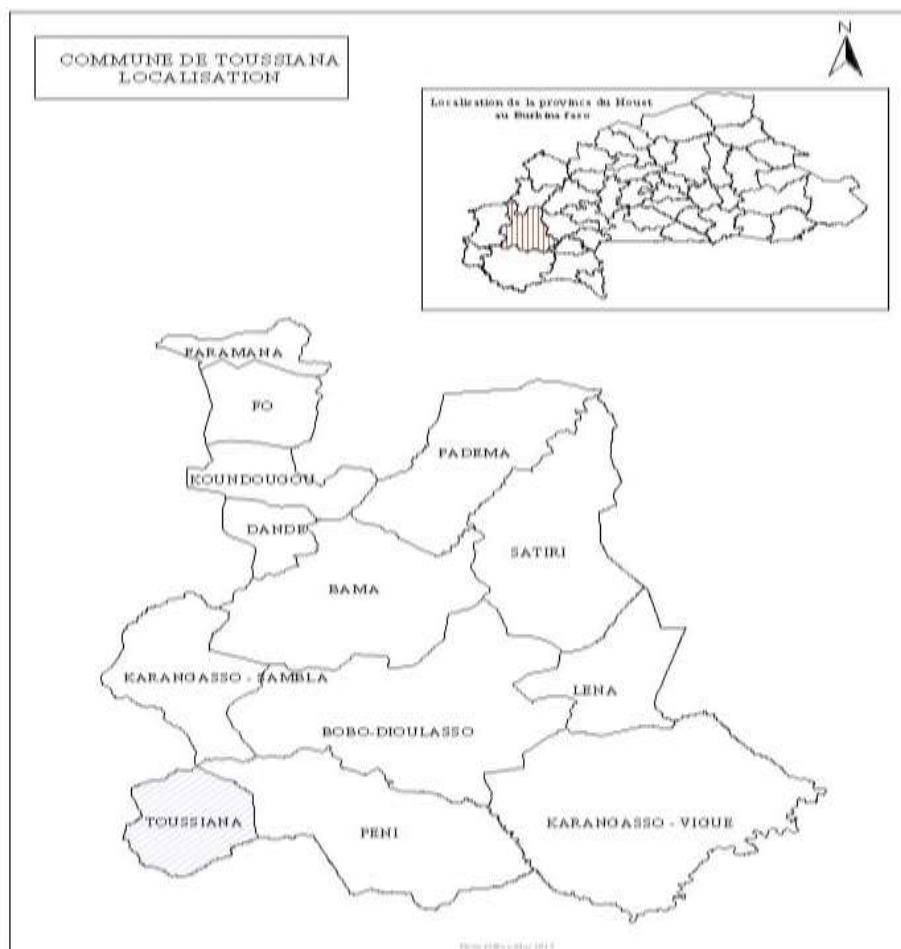 COMMUNE DE TOUSSIANA
LOCALISATION
N
Localisation de la province du Houet
au Burkina faso
FARAMANA
FO
PADEMA
KOUNDOUGOU
DANDE
SATIRI
BAMA
KARANGASSO - SAMBLA
LENA
BOBO-DIOULASSO
TOUSSIANA
PENI
KARANGASSO - VIGUE